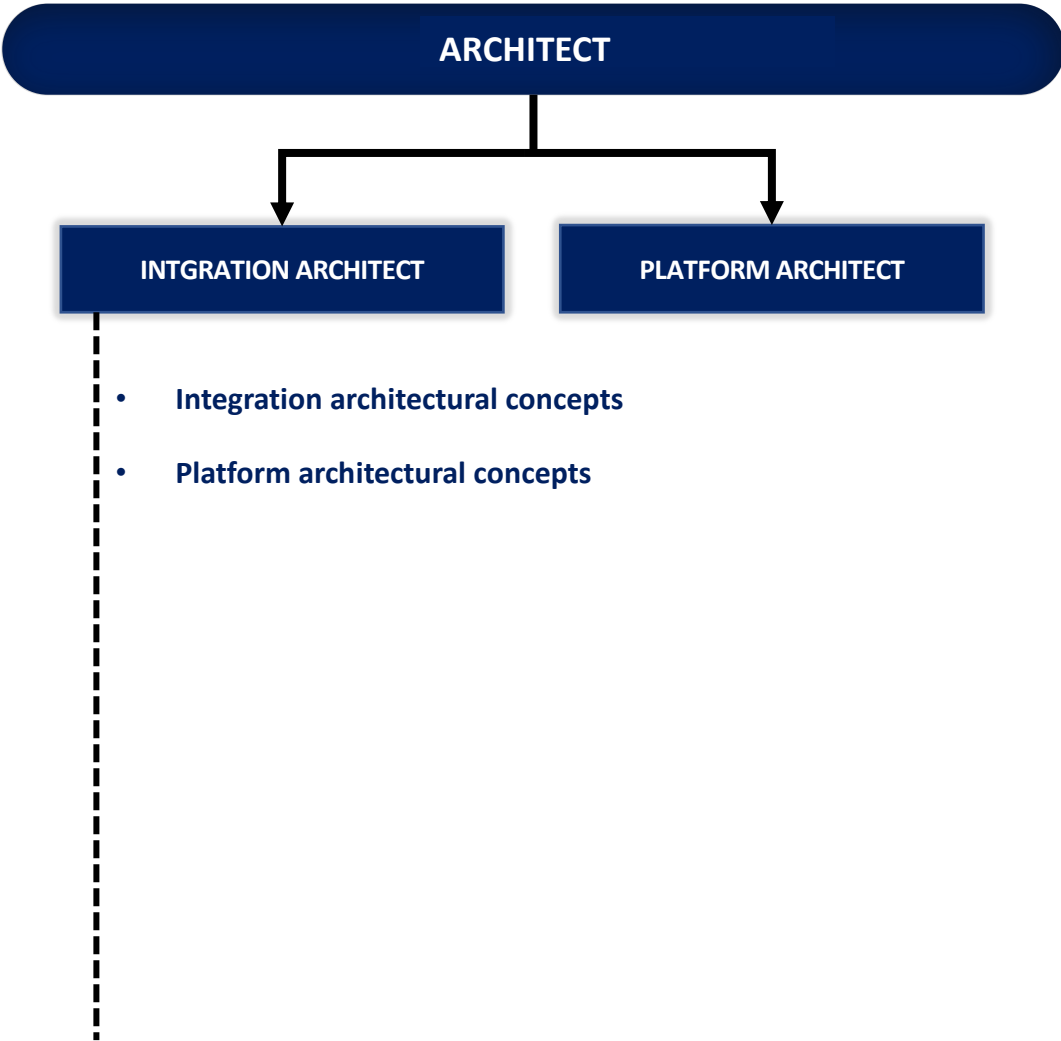 ARCHITECT
INTGRATION ARCHITECT
PLATFORM ARCHITECT
• Integration architectural concepts
• Platform architectural concepts